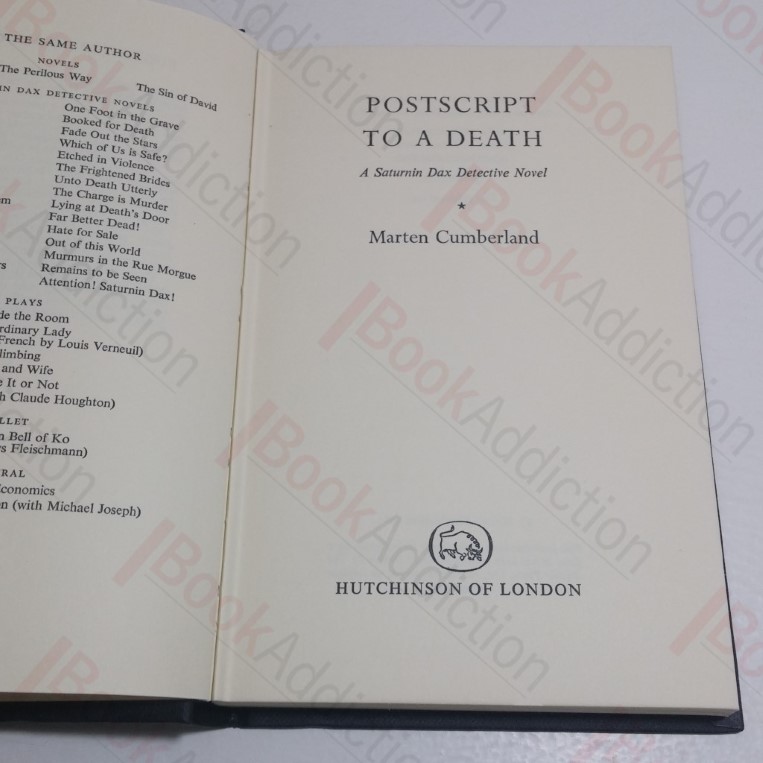 THE SAME AUTHOR
NOVELS
The Perilous Way The Sin of David
IN DAX DETECTIVE NOVELS
One Foot in the Grave
Booked for Death
Fade Out the Stars
Which of Us is Safe?
Etched in Violence
The Frightened Brides
Unto Death Utterly
The Charge is Murder
Lying at Death's Door
Far Better Dead!
Hate for Sale
Out of this World
Murmurs in the Rue Morgue
Remains to be Seen
Attention! Saturnin Dax!
PLAYS
de the Room
rdinary Lady
French by Louis Verneuil)
limbing
and Wife
e It or Not
h Claude Houghton)
LLET
n Bell of Ko
s Fleischmann)
RAL
Economics
n (with Michael Joseph)
POSTSCRIPT
TO A DEATH
A Saturnin Dax Detective Novel
Marten Cumberland
HUTCHINSON OF LONDON
BookAddiction